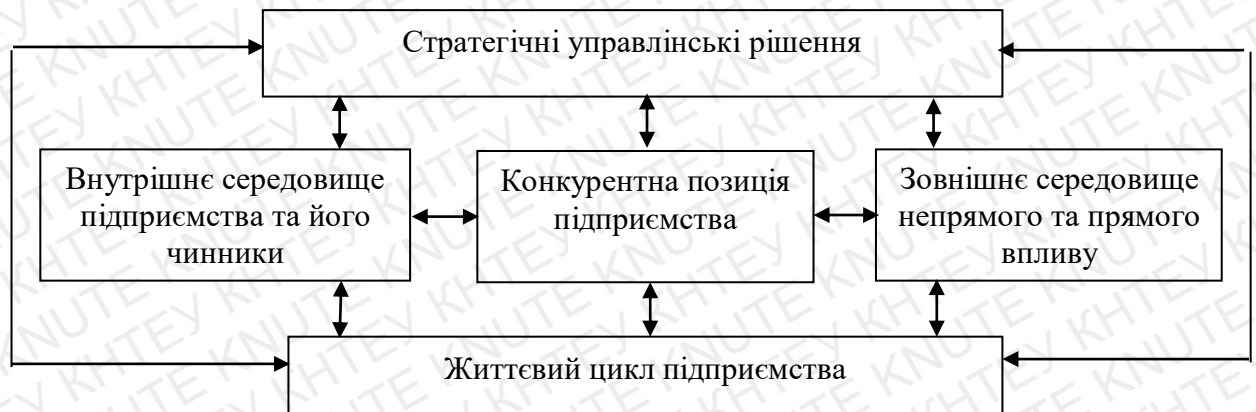 Стратегічні управлінські рішення
Внутрішнє середовище
підприємства та його
чинники
Конкурентна позиція
підприємства
Зовнішнє середовище
непрямого та прямого
впливу
Життєвий цикл підприємства